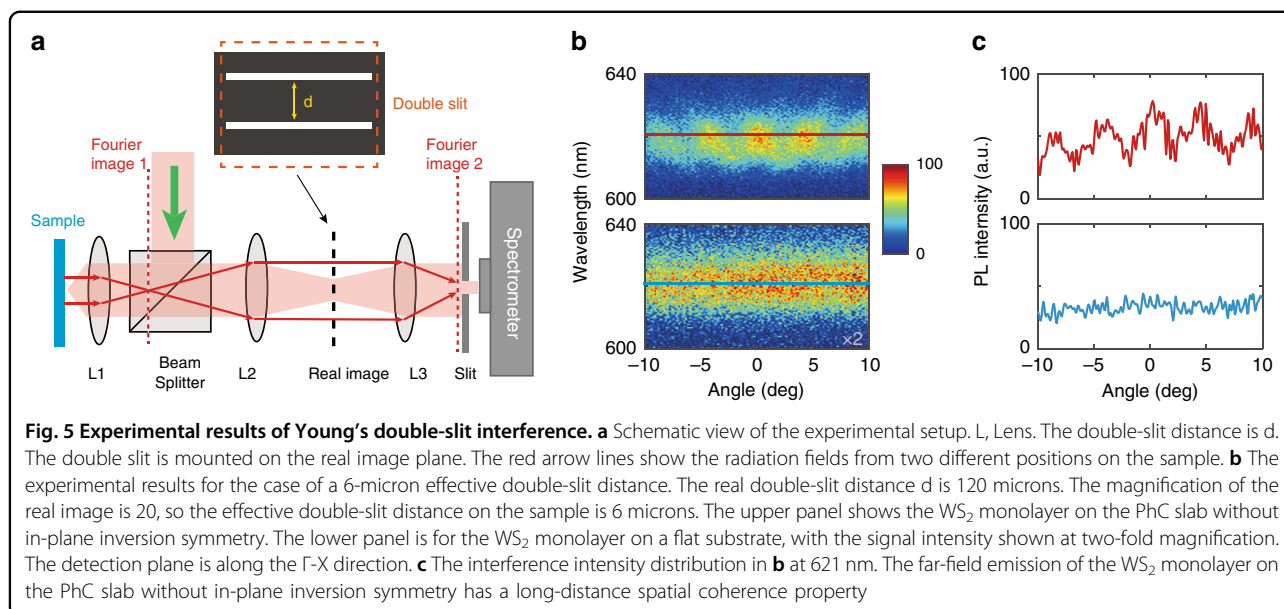 a
d
Double slit
Fourier
image 1
Fourier
image 2
Sample
Spectrometer
L1
Beam
Splitter
L2
Real image
L3
Slit
b
640
600
640
600
Wavelength (nm)
×2
–10 –5 0 5 10
Angle (deg)
100
0
c
100
0
100
0
PL internsity (a.u.)
–10 –5 0 5 10
–10 –5 0 5 10
Angle (deg)
Fig. 5 Experimental results of Young's double-slit interference. a Schematic view of the experimental setup. L, Lens. The double-slit distance is d.
The double slit is mounted on the real image plane. The red arrow lines show the radiation fields from two different positions on the sample. b The
experimental results for the case of a 6-micron effective double-slit distance. The real double-slit distance d is 120 microns. The magnification of the
real image is 20, so the effective double-slit distance on the sample is 6 microns. The upper panel shows the WS₂ monolayer on the PhC slab without
in-plane inversion symmetry. The lower panel is for the WS₂ monolayer on a flat substrate, with the signal intensity shown at two-fold magnification.
The detection plane is along the Γ-X direction. c The interference intensity distribution in b at 621 nm. The far-field emission of the WS₂ monolayer on
the PhC slab without in-plane inversion symmetry has a long-distance spatial coherence property